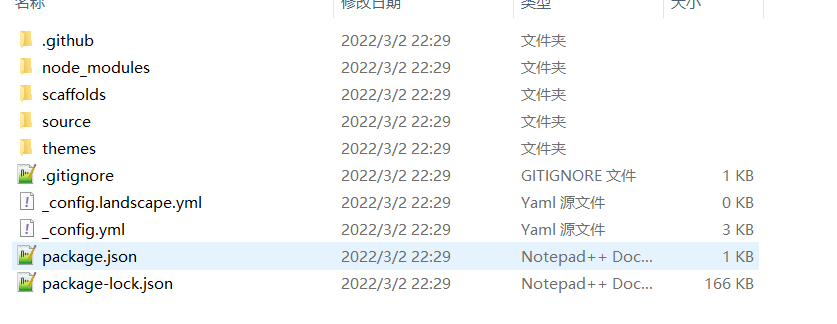 名称 修改日期 类型 大小
.github 2022/3/2 22:29 文件夹
node_modules 2022/3/2 22:29 文件夹
scaffolds 2022/3/2 22:29 文件夹
source 2022/3/2 22:29 文件夹
themes 2022/3/2 22:29 文件夹
.gitignore 2022/3/2 22:29 GITIGNORE 文件 1 KB
_config.landscape.yml 2022/3/2 22:29 Yaml 源文件 0 KB
_config.yml 2022/3/2 22:29 Yaml 源文件 3 KB
package.json 2022/3/2 22:29 Notepad++ Doc... 1 KB
package-lock.json 2022/3/2 22:29 Notepad++ Doc... 166 KB